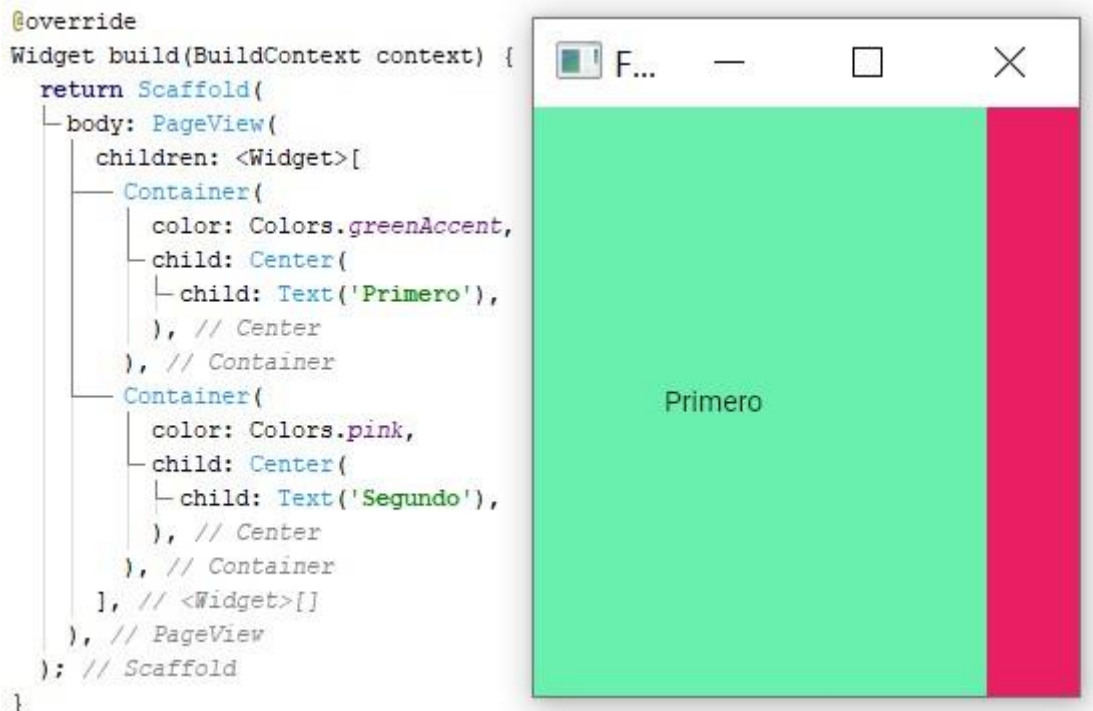 @override
Widget build(BuildContext context) {
return Scaffold(
body: PageView(
children: <Widget>[
Container(
color: Colors.greenAccent,
child: Center(
child: Text('Primero'),
), // Center
), // Container
Container(
color: Colors.pink,
child: Center(
child: Text('Segundo'),
), // Center
), // Container
], // <Widget>[]
), // PageView
); // Scaffold
}
F...
Primero